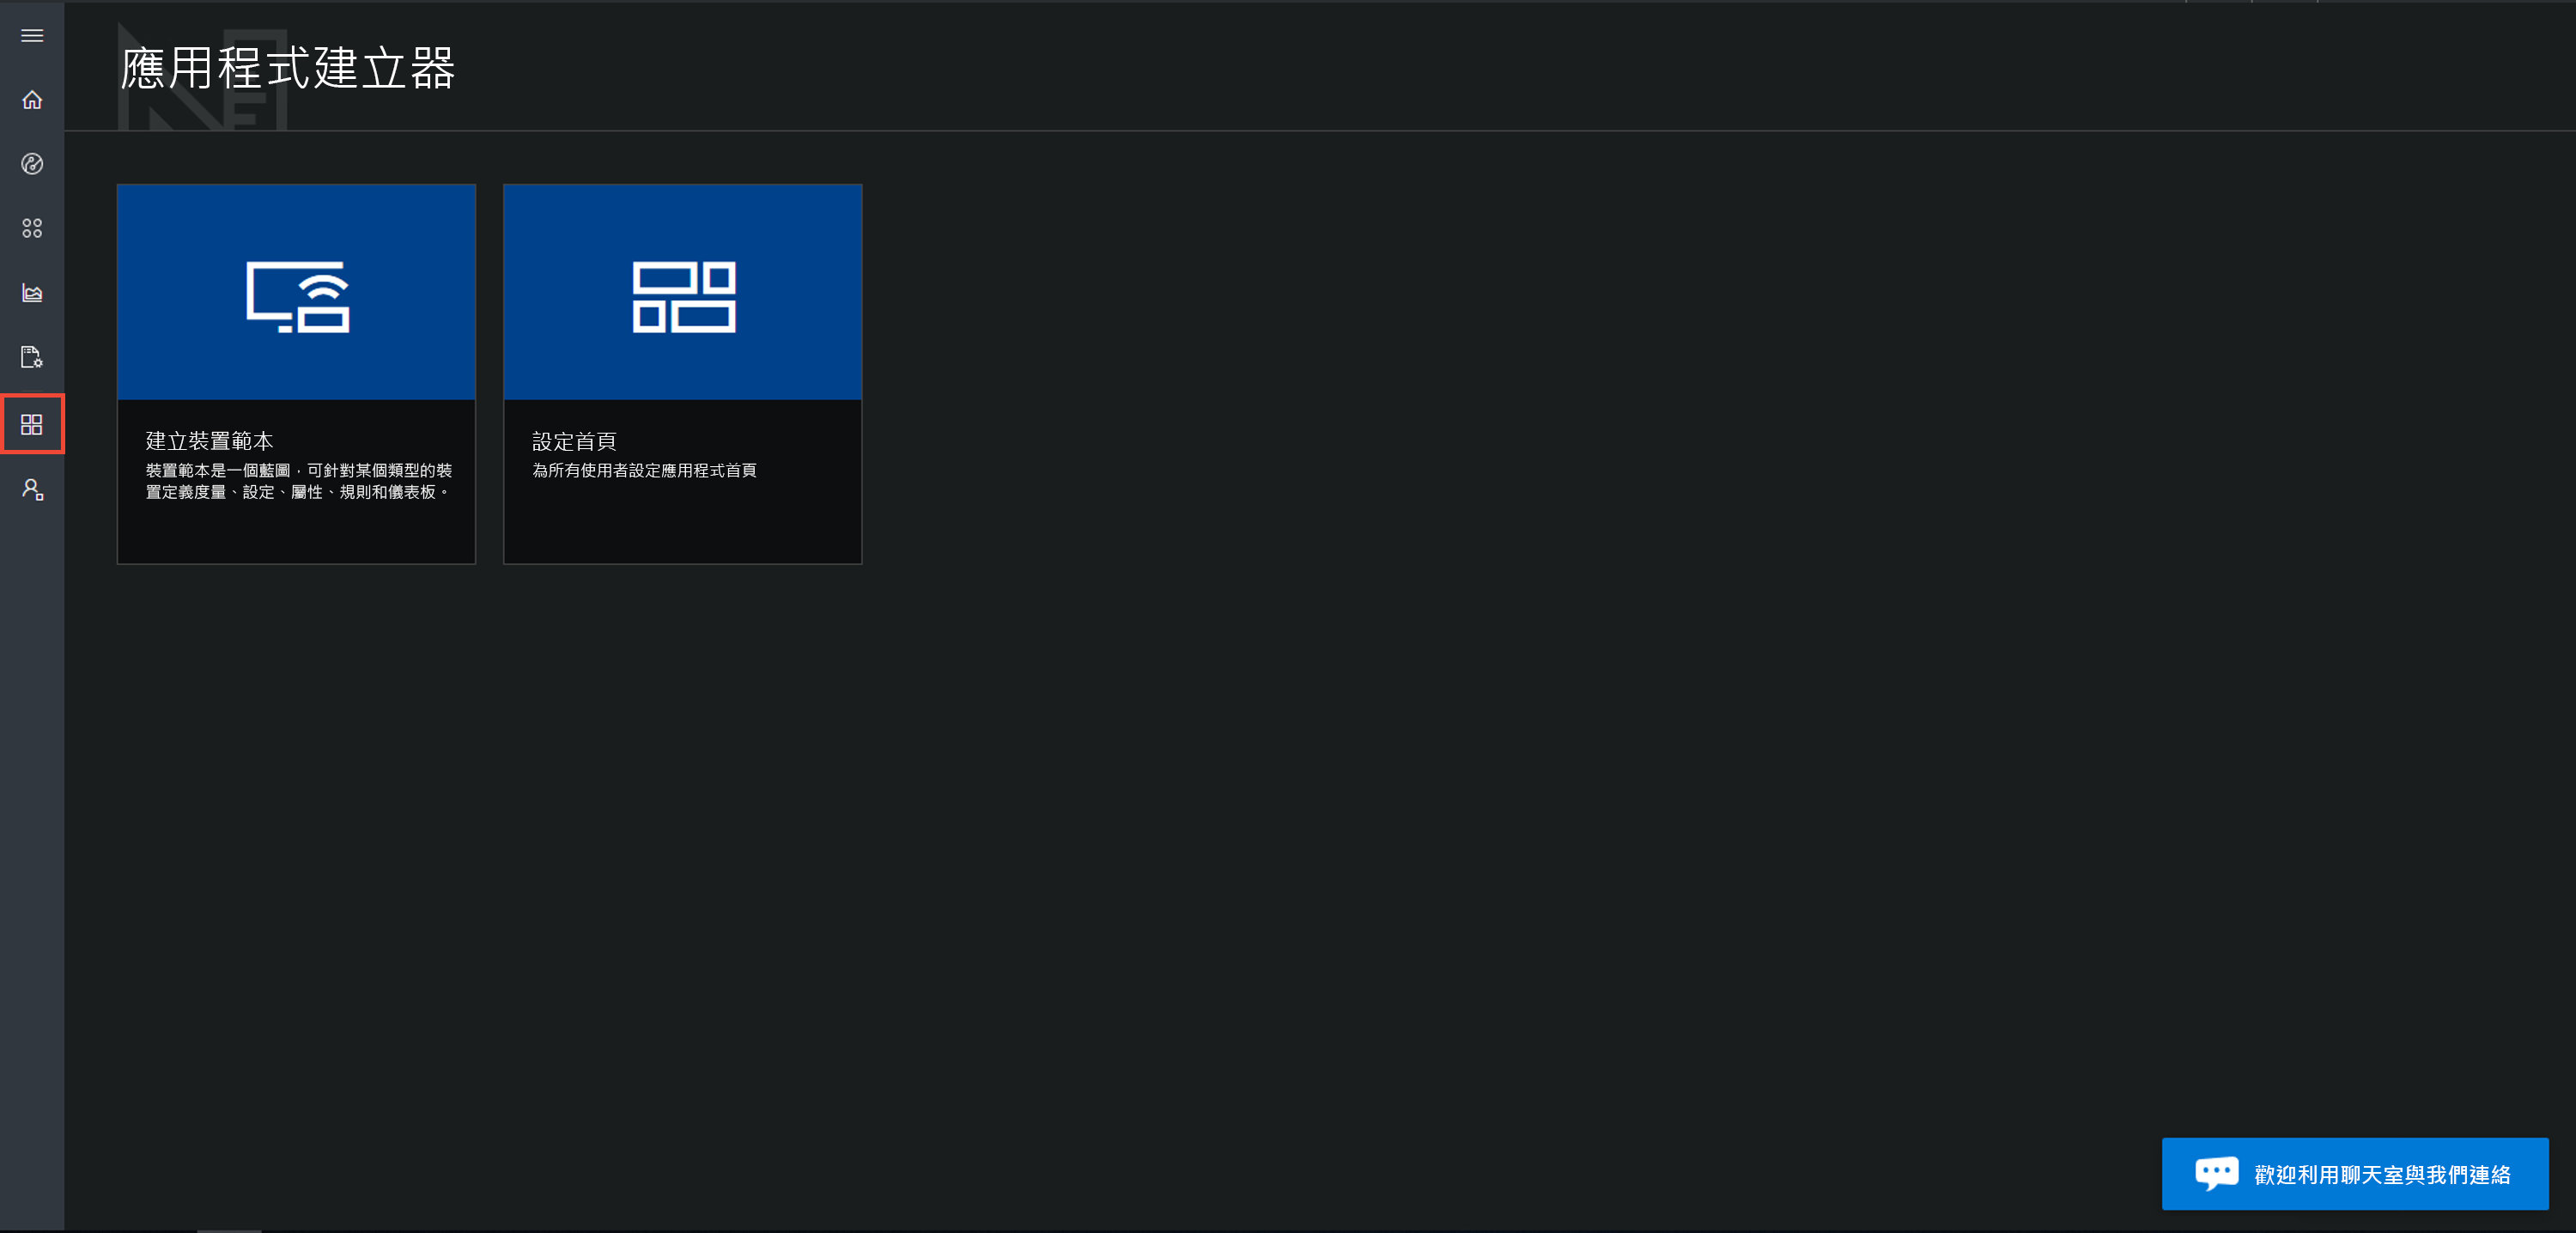 應用程式建立器
建立裝置範本
裝置範本是一個藍圖，可針對某個類型的裝
置定義度量、設定、屬性、規則和儀表板。
設定首頁
為所有使用者設定應用程式首頁
歡迎利用聊天室與我們連絡